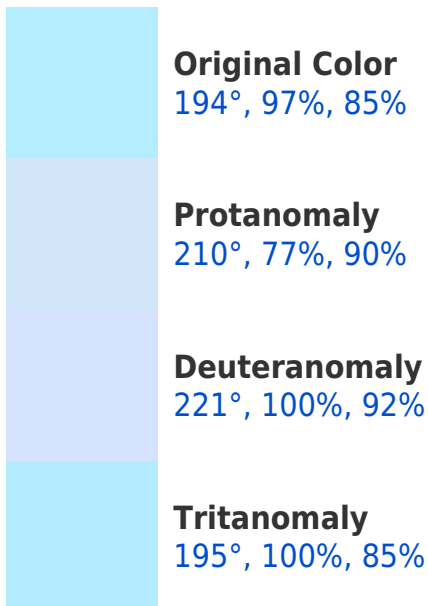 Original Color
194°, 97%, 85%
Protanomaly
210°, 77%, 90%
Deuteranomaly
221°, 100%, 92%
Tritanomaly
195°, 100%, 85%